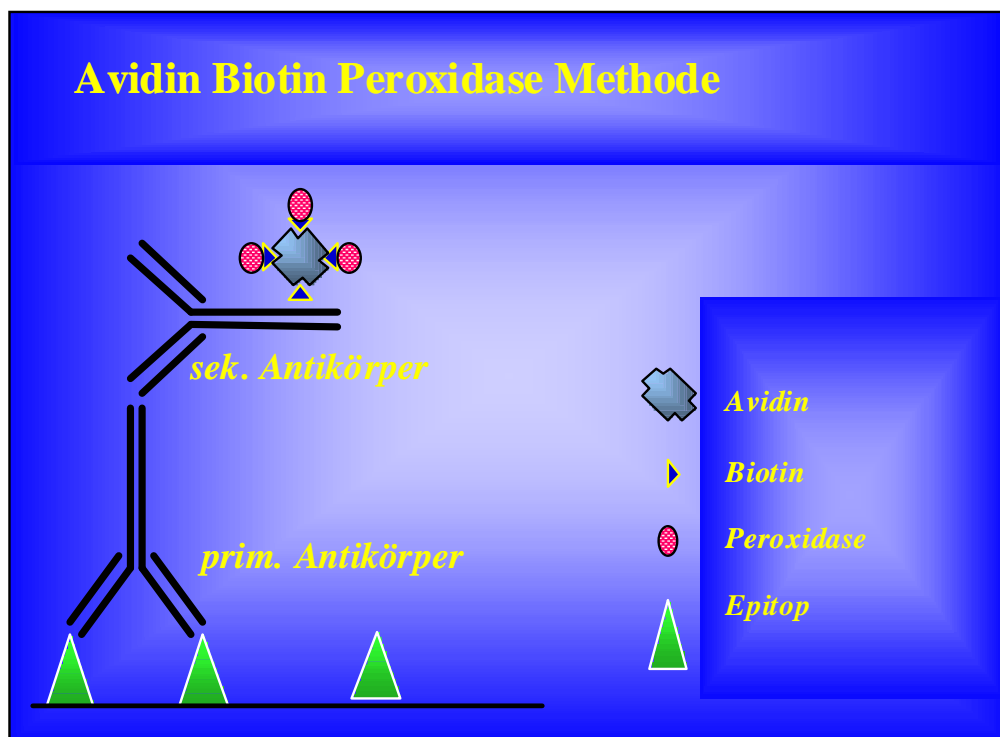 Avidin Biotin Peroxidase Methode
sek. Antikörper
prim. Antikörper
Avidin
Biotin
Peroxidase
Epitop